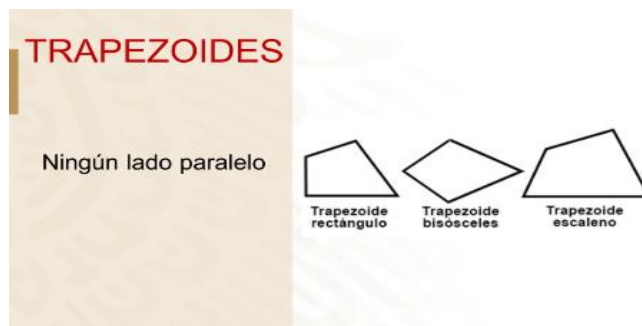 TRAPEZOIDES
Ningún lado paralelo
Trapezoide
rectángulo
Trapezoide
bisósceles
Trapezoide
escaleno